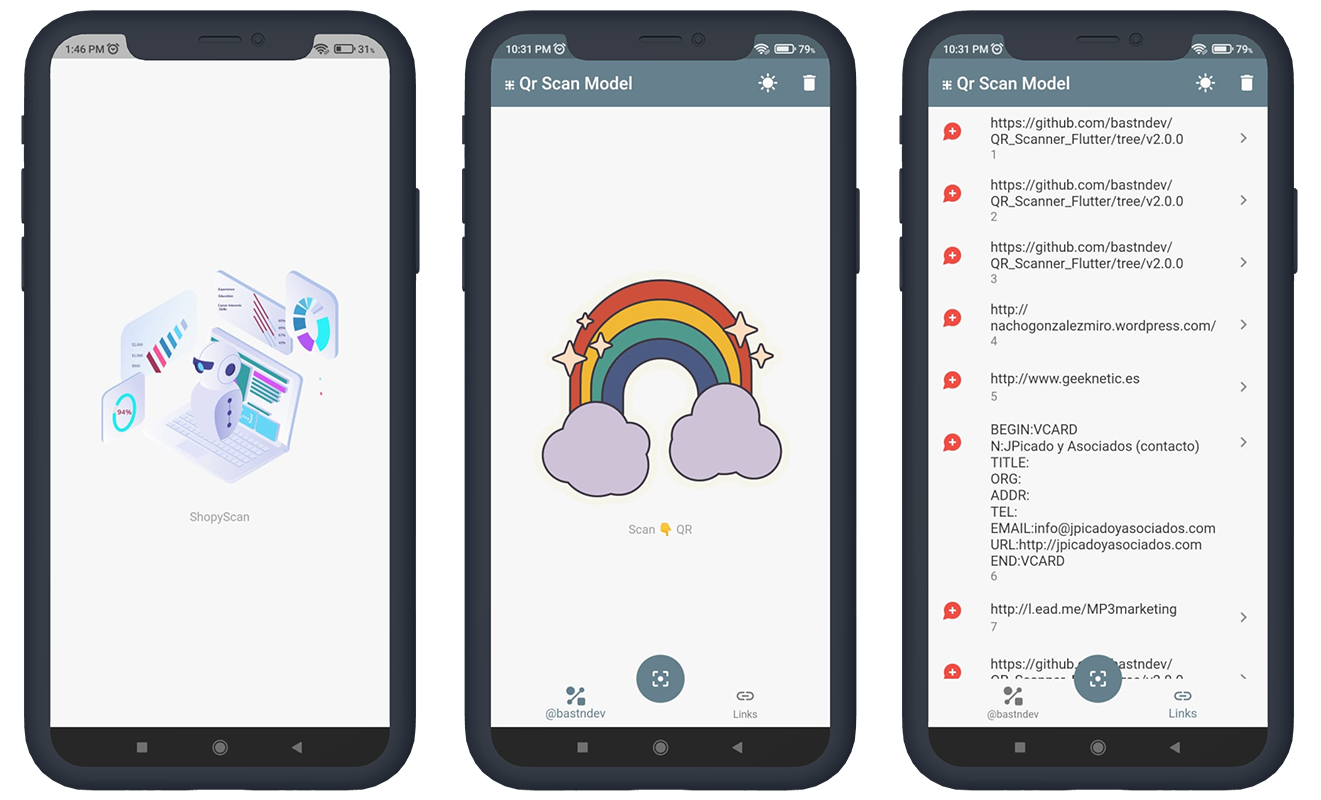 1:46 PM
31%
Experience
Education
94%
ShopyScan
10:31 PM
79%
Qr Scan Model
Scan 👇 QR
@bastndev
Links
10:31 PM
79%
Qr Scan Model
https://github.com/bastndev/
QR_Scanner_Flutter/tree/v2.0.0
1
https://github.com/bastndev/
QR_Scanner_Flutter/tree/v2.0.0
2
https://github.com/bastndev/
QR_Scanner_Flutter/tree/v2.0.0
3
http://
nachogonzalezmiro.wordpress.com/
4
http://www.geeknetic.es
5
BEGIN:VCARD
N:JPicado y Asociados (contacto)
TITLE:
ORG:
ADDR:
TEL:
EMAIL:info@jpicadoyasociados.com
URL:http://jpicadoyasociados.com
END:VCARD
6
http://l.ead.me/MP3marketing
7
https://github. bastndev/
@bastndev
Links